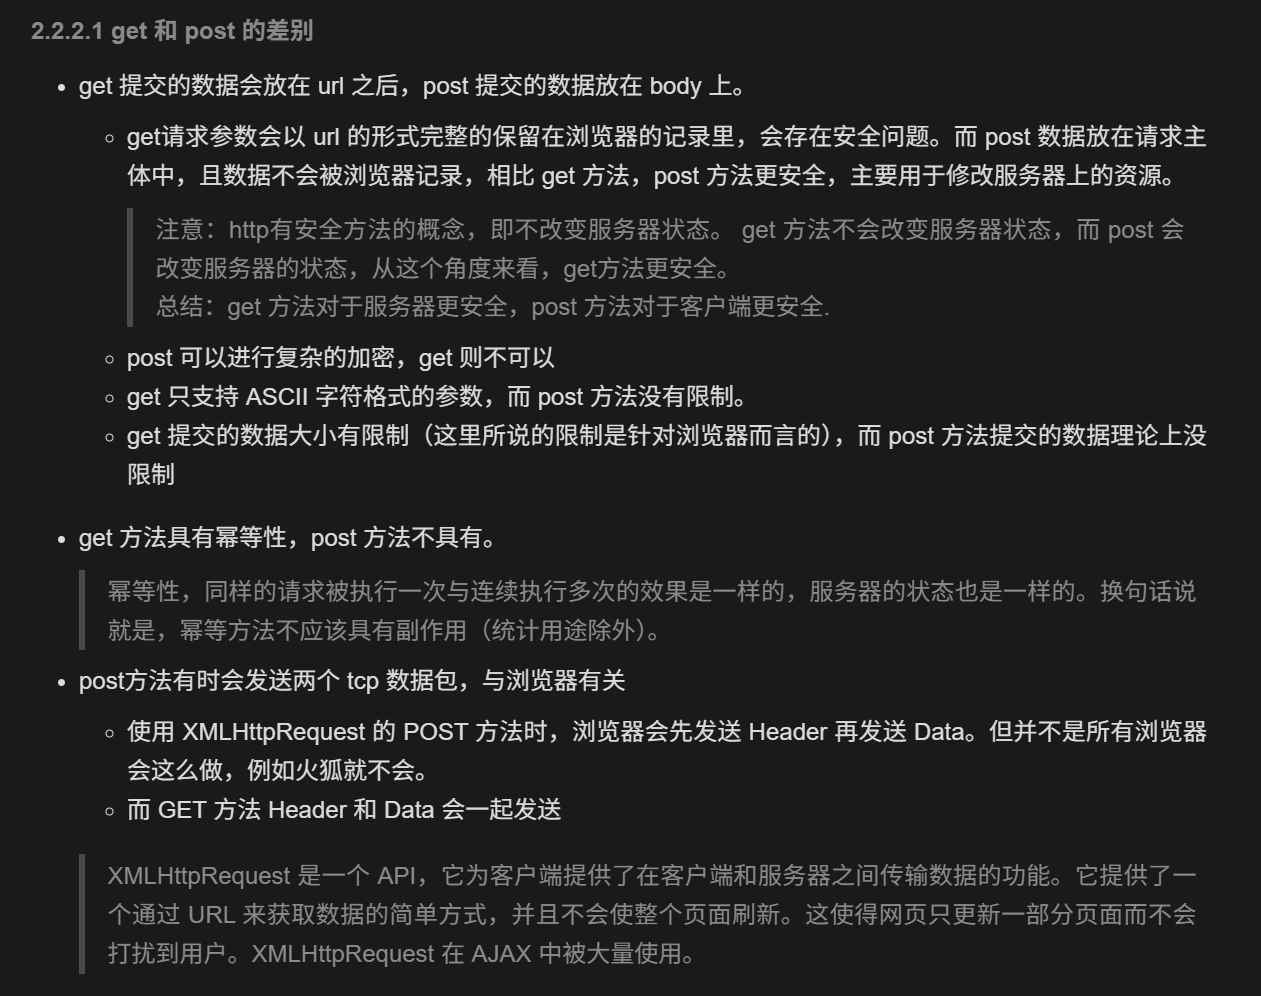 2.2.2.1 get 和 post 的差别
get 提交的数据会放在 url 之后，post 提交的数据放在 body 上。
get请求参数会以 url 的形式完整的保留在浏览器的记录里，会存在安全问题。而 post 数据放在请求主
体中，且数据不会被浏览器记录，相比 get 方法，post 方法更安全，主要用于修改服务器上的资源。
注意：http有安全方法的概念，即不改变服务器状态。 get 方法不会改变服务器状态，而 post 会
改变服务器的状态，从这个角度来看，get方法更安全。
总结：get 方法对于服务器更安全，post 方法对于客户端更安全.
post 可以进行复杂的加密，get 则不可以
get 只支持 ASCII 字符格式的参数，而 post 方法没有限制。
get 提交的数据大小有限制（这里所说的限制是针对浏览器而言的），而 post 方法提交的数据理论上没
限制
get 方法具有幂等性，post 方法不具有。
幂等性，同样的请求被执行一次与连续执行多次的效果是一样的，服务器的状态也是一样的。换句话说
就是，幂等方法不应该具有副作用（统计用途除外）。
post方法有时会发送两个 tcp 数据包，与浏览器有关
使用 XMLHttpRequest 的 POST 方法时，浏览器会先发送 Header 再发送 Data。但并不是所有浏览器
会这么做，例如火狐就不会。
而 GET 方法 Header 和 Data 会一起发送
XMLHttpRequest 是一个 API，它为客户端提供了在客户端和服务器之间传输数据的功能。它提供了一
个通过 URL 来获取数据的简单方式，并且不会使整个页面刷新。这使得网页只更新一部分页面而不会
打扰到用户。XMLHttpRequest 在 AJAX 中被大量使用。